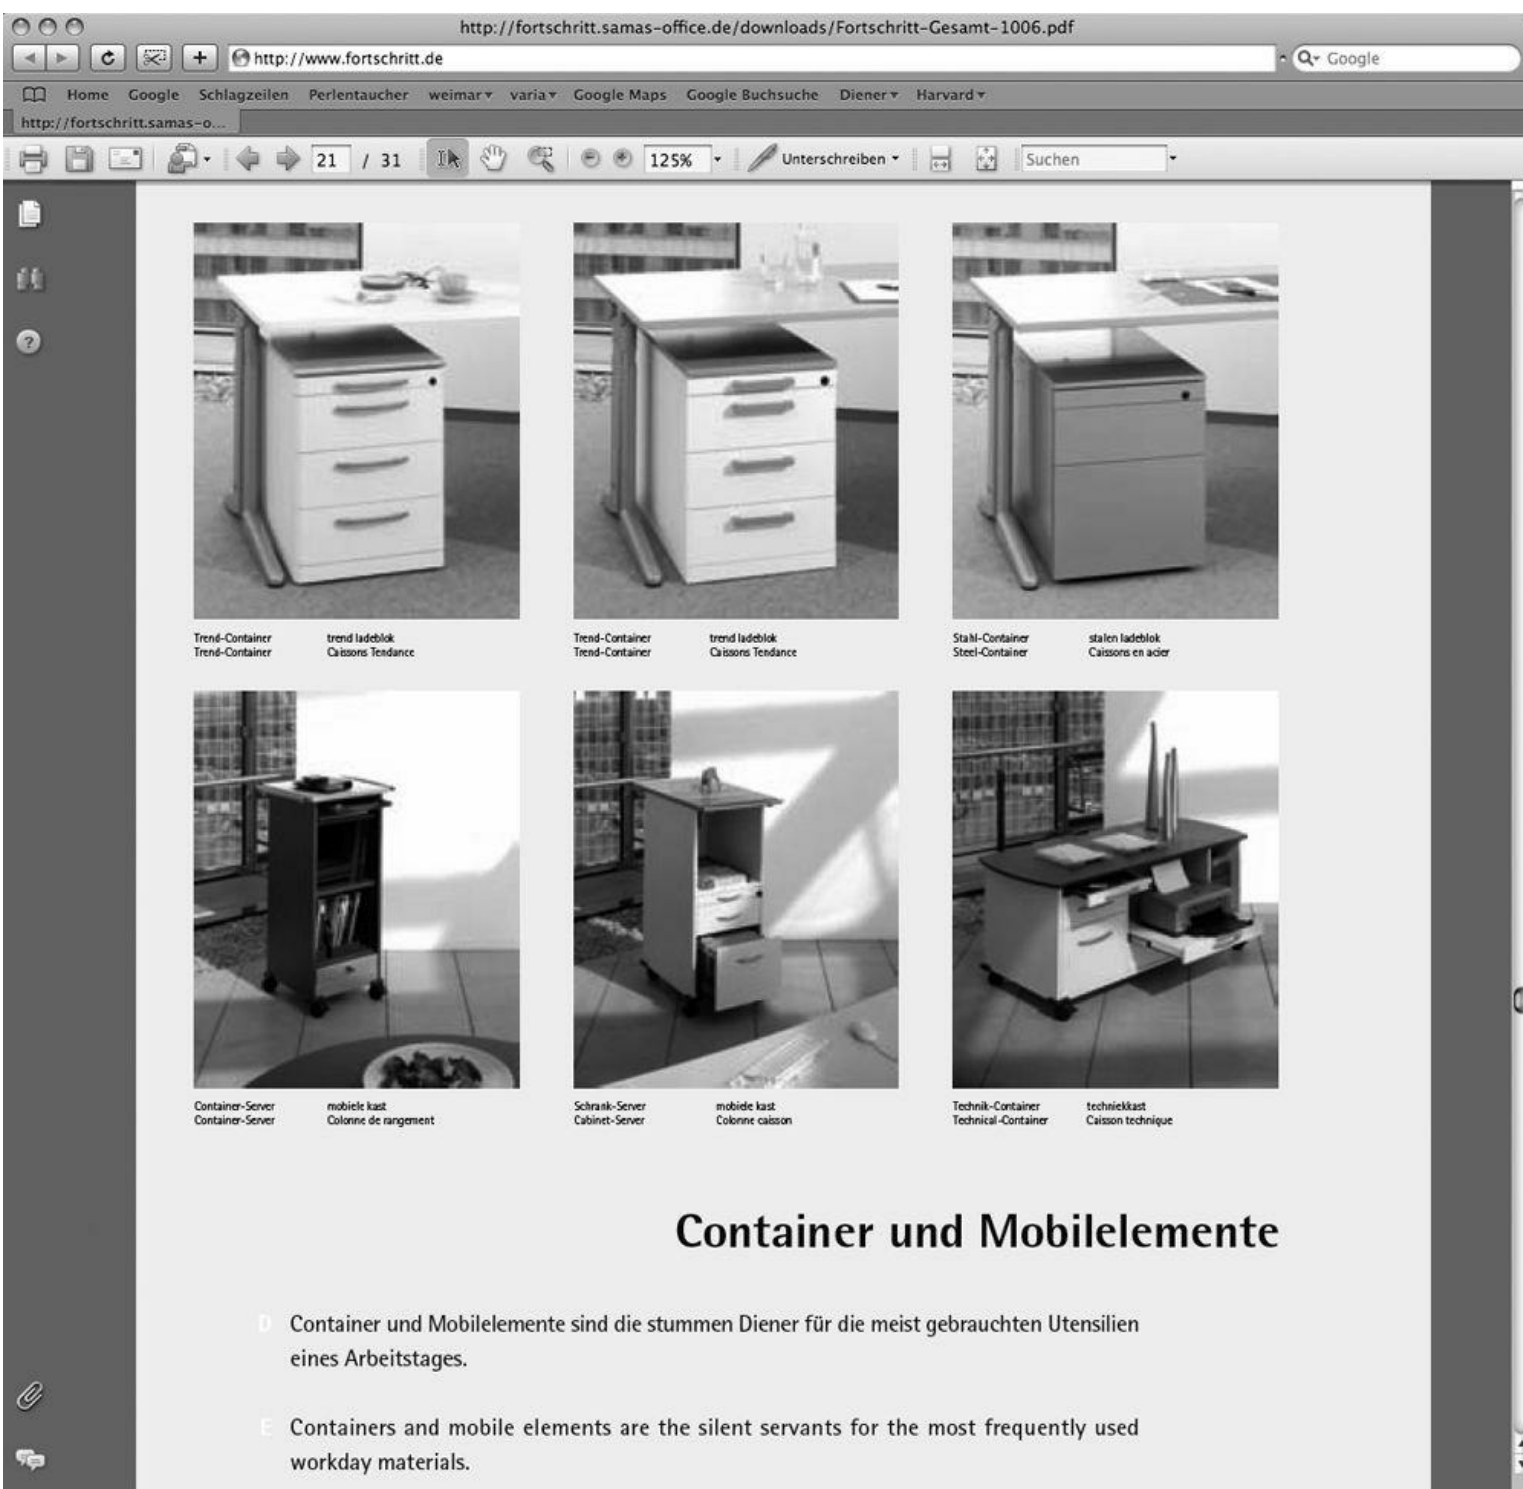 http://fortschritt.samas-office.de/downloads/Fortschritt-Gesamt-1006.pdf
http://www.fortschritt.de
Google
Home Google Schlagzeilen Perlentaucher weimar varia Google Maps Google Buchsuche Diener Harvard
http://fortschritt.samas-o...
21 / 31 125% Unterschreiben Suchen
Trend-Container trend ladeblok
Trend-Container Caissons Tendance
Trend-Container trend ladeblok
Trend-Container Caissons Tendance
Stahl-Container stalen ladeblok
Steel-Container Caissons en acier
Container-Server mobiele kast
Container-Server Colonne de rangement
Schrank-Server mobiele kast
Cabinet-Server Colonne caisson
Technik-Container techniekkast
Technical-Container Caisson technique
Container und Mobilelemente
D Container und Mobilelemente sind die stummen Diener für die meist gebrauchten Utensilien
eines Arbeitstages.
E Containers and mobile elements are the silent servants for the most frequently used
workday materials.